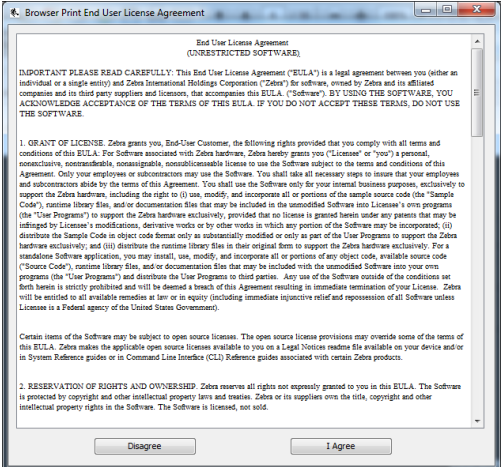 Browser Print End User License Agreement
End User License Agreement
(UNRESTRICTED SOFTWARE)
IMPORTANT PLEASE READ CAREFULLY: This End User License Agreement ("EULA") is a legal agreement between you (either an
individual or a single entity) and Zebra International Holdings Corporation ("Zebra") for software, owned by Zebra and its affiliated
companies and its third party suppliers and licensors, that accompanies this EULA. ("Software"). BY USING THE SOFTWARE, YOU
ACKNOWLEDGE ACCEPTANCE OF THE TERMS OF THIS EULA. IF YOU DO NOT ACCEPT THESE TERMS, DO NOT USE
THE SOFTWARE.
1. GRANT OF LICENSE. Zebra grants you, End-User Customer, the following rights provided that you comply with all terms and
conditions of this EULA: For Software associated with Zebra hardware, Zebra hereby grants you ("Licensee" or "you") a personal,
nonexclusive, nontransferable, nonassignable, nonsublicenseable license to use the Software subject to the terms and conditions of this
Agreement. Only your employees or subcontractors may use the Software. You shall take all necessary steps to insure that your employees
and subcontractors abide by the terms of this Agreement. You shall use the Software only for your internal business purposes, exclusively to
support the Zebra hardware, including the right to (i) use, modify, and incorporate all or portions of the sample source code (the "Sample
Code"), runtime library files, and/or documentation files that may be included in the unmodified Software into Licensee's own programs
(the "User Programs") to support the Zebra hardware exclusively, provided that no license is granted herein under any patents that may be
infringed by Licensee's modifications, derivative works or by other works in which any portion of the Software may be incorporated; (ii)
distribute the Sample Code in object code format only as substantially modified or only as part of the User Programs to support the Zebra
hardware exclusively; and (iii) distribute the runtime library files in their original form to support the Zebra hardware exclusively. For a
standalone Software application, you may install, use, modify, and incorporate all or portions of any object code, available source code
("Source Code"), runtime library files, and/or documentation files that may be included with the unmodified Software into your own
programs (the "User Programs") and distribute the User Programs to third parties. Any use of the Software outside of the conditions set
forth herein is strictly prohibited and will be deemed a breach of this Agreement resulting in immediate termination of your License. Zebra
will be entitled to all available remedies at law or in equity (including immediate injunctive relief and repossession of all Software unless
Licensee is a Federal agency of the United States Government).
Certain items of the Software may be subject to open source licenses. The open source license provisions may override some of the terms of
this EULA. Zebra makes the applicable open source licenses available to you on a Legal Notices readme file available on your device and/or
in System Reference guides or in Command Line Interface (CLI) Reference guides associated with certain Zebra products.
2. RESERVATION OF RIGHTS AND OWNERSHIP. Zebra reserves all rights not expressly granted to you in this EULA. The Software
is protected by copyright and other intellectual property laws and treaties. Zebra or its suppliers own the title, copyright and other
intellectual property rights in the Software. The Software is licensed, not sold.
Disagree
I Agree